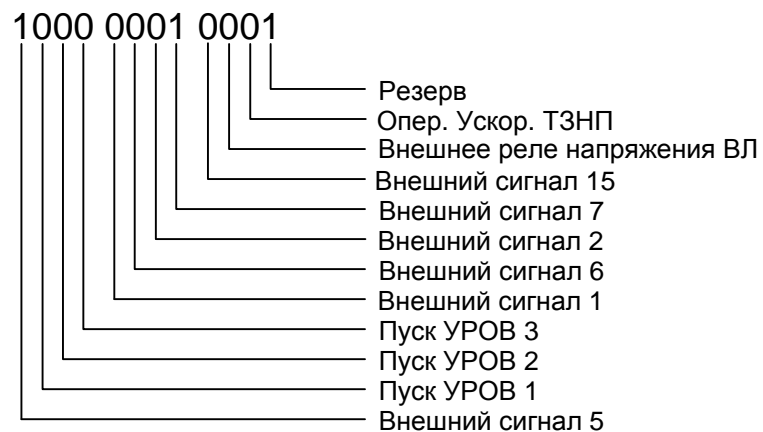 1000 0001 0001
Резерв
Опер. Ускор. ТЗНП
Внешнее реле напряжения ВЛ
Внешний сигнал 15
Внешний сигнал 7
Внешний сигнал 2
Внешний сигнал 6
Внешний сигнал 1
Пуск УРОВ 3
Пуск УРОВ 2
Пуск УРОВ 1
Внешний сигнал 5